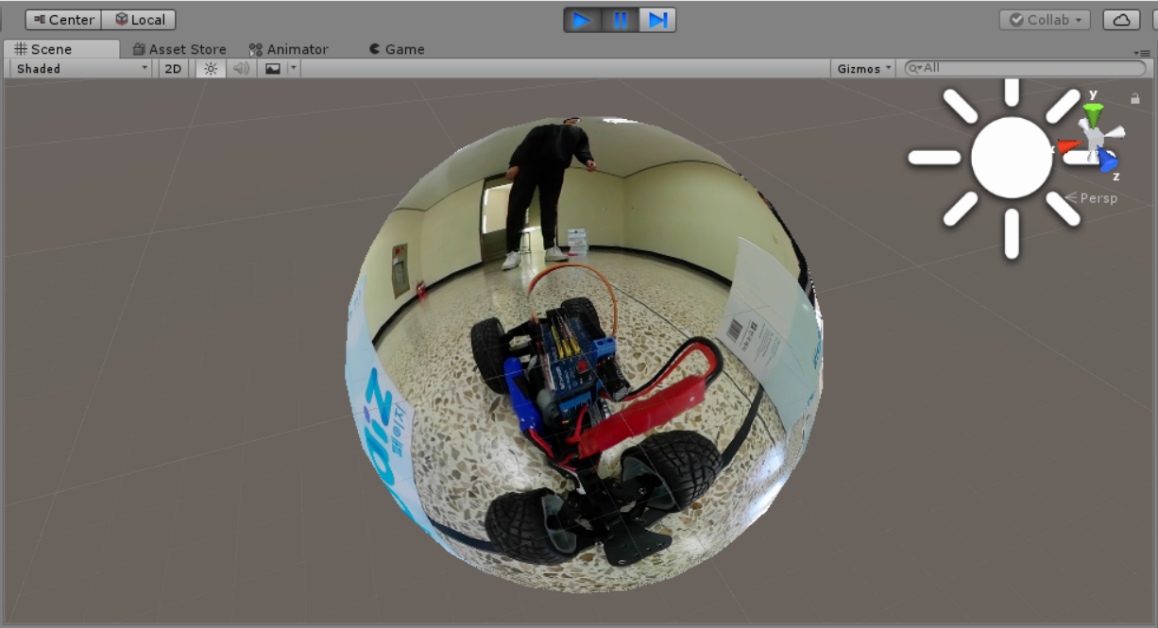 Center Local Collab
Scene Asset Store Animator Game
Shaded 2D Gizmos All
y
x
z
Persp